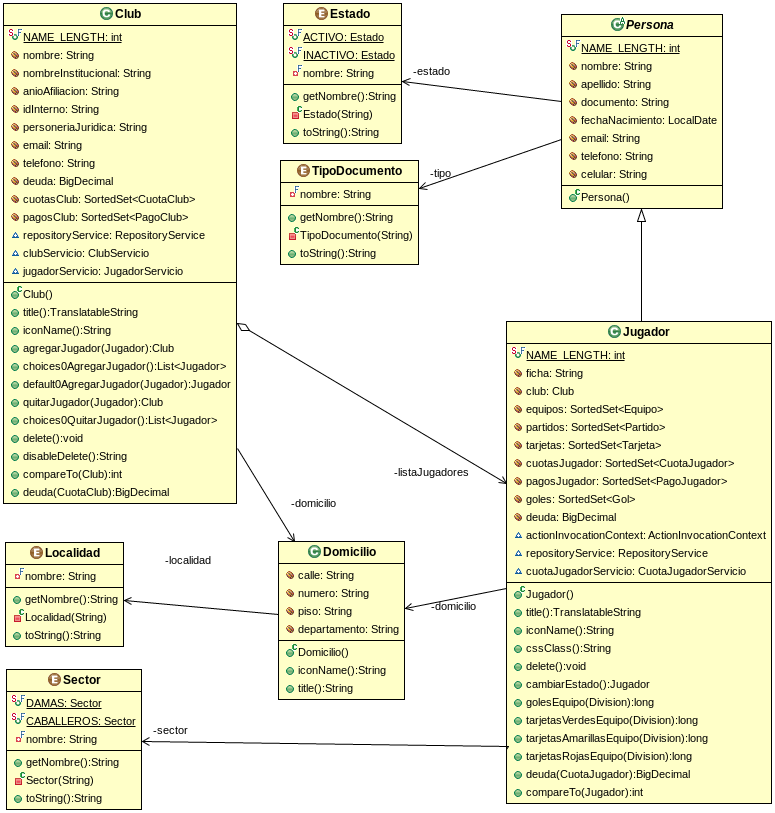 Club
NAME_LENGTH: int
nombre: String
nombreInstitucional: String
anioAfiliacion: String
idInterno: String
personeriaJuridica: String
email: String
telefono: String
deuda: BigDecimal
cuotasClub: SortedSet<CuotaClub>
pagosClub: SortedSet<PagoClub>
repositoryService: RepositoryService
clubServicio: ClubServicio
jugadorServicio: JugadorServicio
Club()
title():TranslatableString
iconName():String
agregarJugador(Jugador):Club
choices0AgregarJugador():List<Jugador>
default0AgregarJugador(Jugador):Jugador
quitarJugador(Jugador):Club
choices0QuitarJugador():List<Jugador>
delete():void
disableDelete():String
compareTo(Club):int
deuda(CuotaClub):BigDecimal
Estado
ACTIVO: Estado
INACTIVO: Estado
nombre: String
getNombre():String
Estado(String)
toString():String
-estado
Persona
NAME_LENGTH: int
nombre: String
apellido: String
documento: String
fechaNacimiento: LocalDate
email: String
telefono: String
celular: String
Persona()
TipoDocumento
nombre: String
getNombre():String
TipoDocumento(String)
toString():String
-tipo
Jugador
NAME_LENGTH: int
ficha: String
club: Club
equipos: SortedSet<Equipo>
partidos: SortedSet<Partido>
tarjetas: SortedSet<Tarjeta>
cuotasJugador: SortedSet<CuotaJugador>
pagosJugador: SortedSet<PagoJugador>
goles: SortedSet<Gol>
deuda: BigDecimal
actionInvocationContext: ActionInvocationContext
repositoryService: RepositoryService
cuotaJugadorServicio: CuotaJugadorServicio
Jugador()
title():TranslatableString
iconName():String
cssClass():String
delete():void
cambiarEstado():Jugador
golesEquipo(Division):long
tarjetasVerdesEquipo(Division):long
tarjetasAmarillasEquipo(Division):long
tarjetasRojasEquipo(Division):long
deuda(CuotaJugador):BigDecimal
compareTo(Jugador):int
-listaJugadores
-domicilio
Localidad
nombre: String
getNombre():String
Localidad(String)
toString():String
-localidad
Domicilio
calle: String
numero: String
piso: String
departamento: String
Domicilio()
iconName():String
title():String
-domicilio
Sector
DAMAS: Sector
CABALLEROS: Sector
nombre: String
getNombre():String
Sector(String)
toString():String
-sector